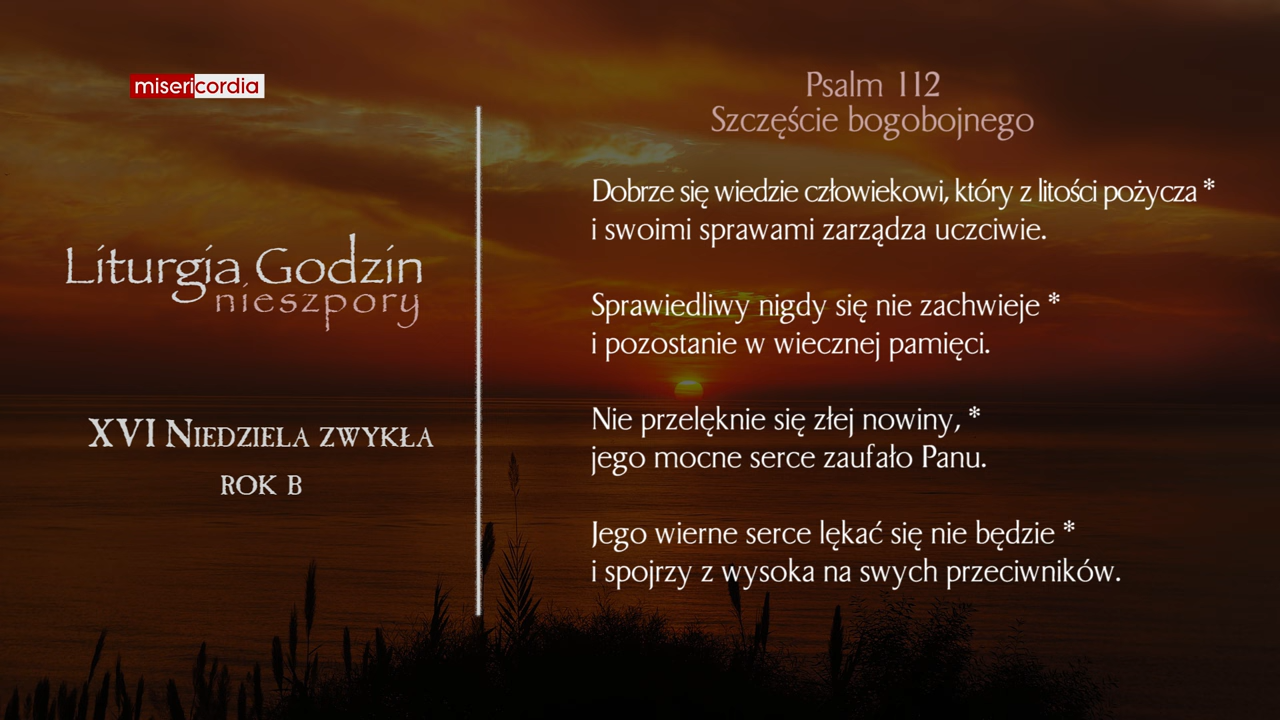 misericordia
Liturgia Godzin
nieszpory
XVI Niedziela zwykła
rok B
Psalm 112
Szczęście bogobojnego
Dobrze się wiedzie człowiekowi, który z litości pożycza *
i swoimi sprawami zarządza uczciwie.
Sprawiedliwy nigdy się nie zachwieje *
i pozostanie w wiecznej pamięci.
Nie przelęknie się złej nowiny, *
jego mocne serce zaufało Panu.
Jego wierne serce lękać się nie będzie *
i spojrzy z wysoka na swych przeciwników.